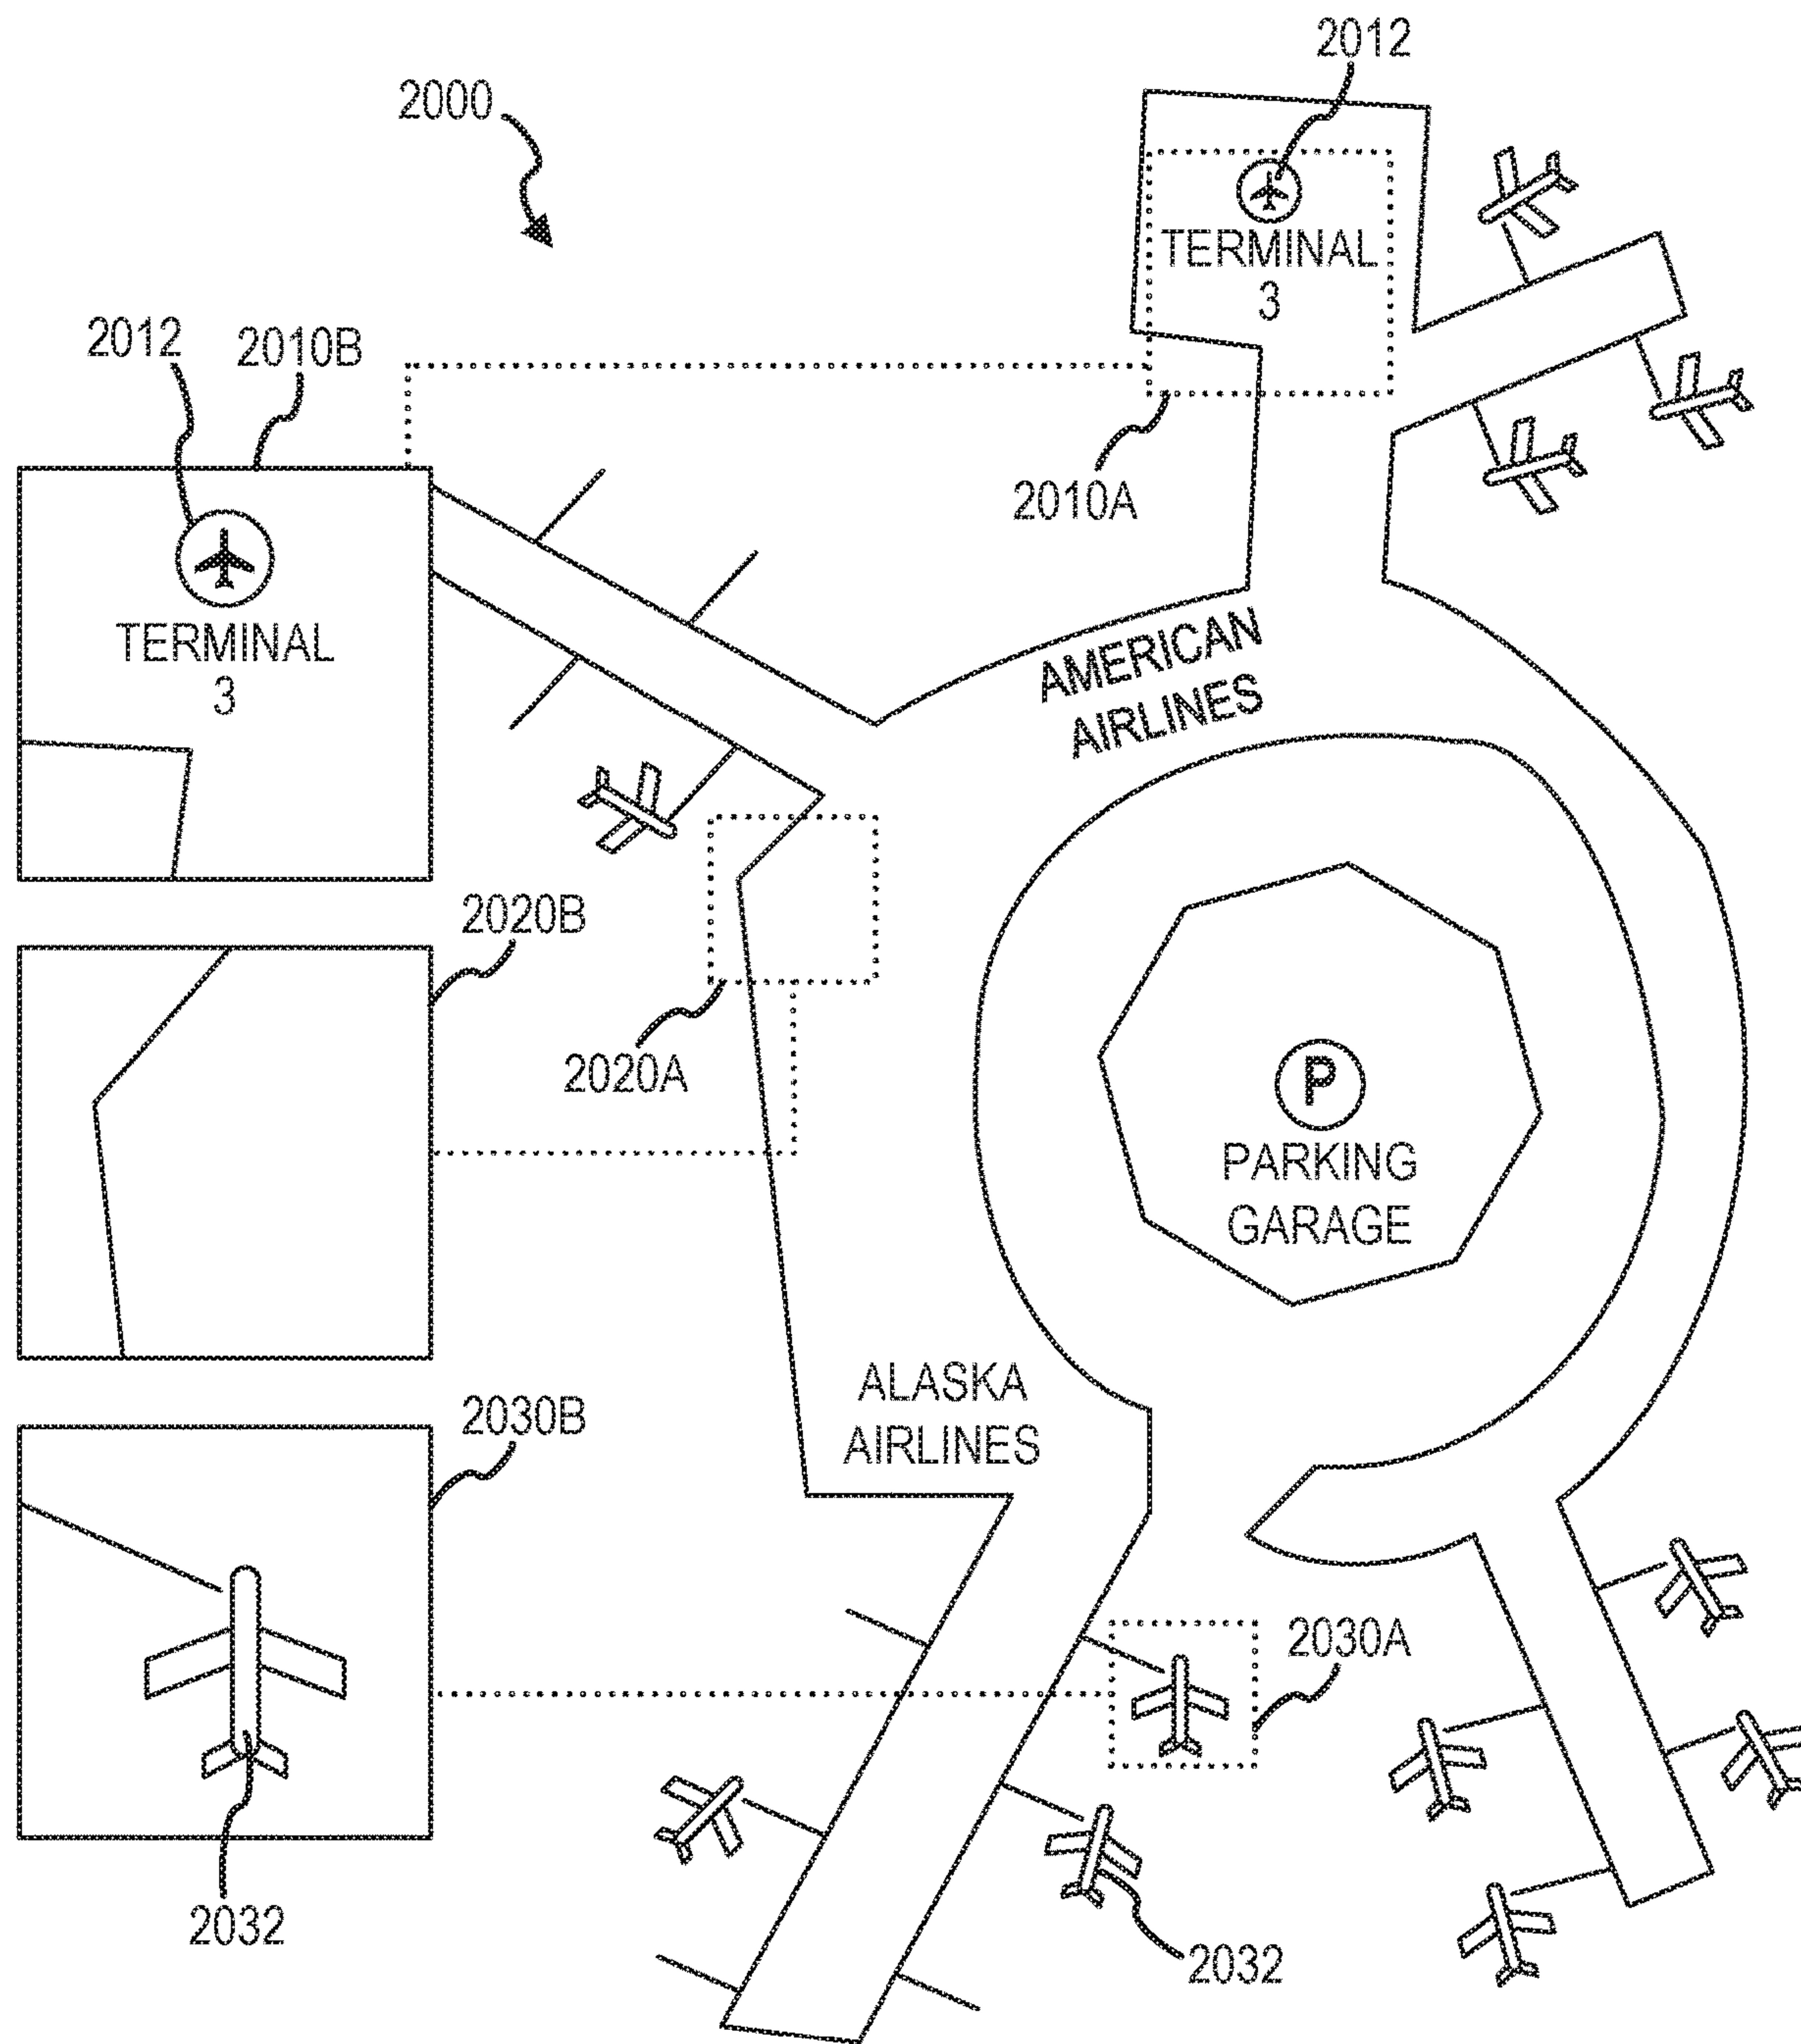 2012
2000
TERMINAL
3
2012
2010B
2010A
TERMINAL
3
AMERICAN
AIRLINES
2020B
2020A
P
PARKING
GARAGE
ALASKA
AIRLINES
2030B
2030A
2032
2032